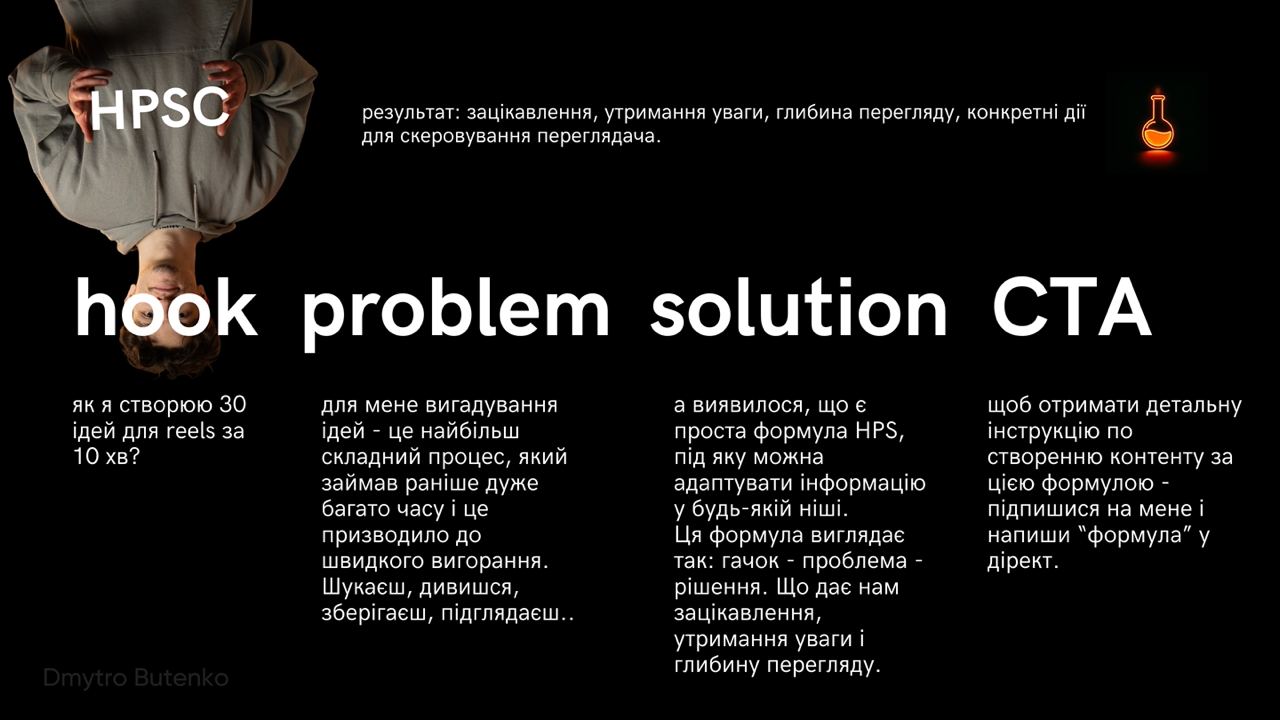 HPSC
результат: зацікавлення, утримання уваги, глибина перегляду, конкретні дії
для скеровування переглядача.
hook problem solution CTA
як я створюю 30
ідей для reels за
10 хв?
для мене вигадування
ідей - це найбільш
складний процес, який
займав раніше дуже
багато часу і це
призводило до
швидкого вигорання.
Шукаєш, дивишся,
зберігаєш, підглядаєш..
а виявилося, що є
проста формула HPS,
під яку можна
адаптувати інформацію
у будь-якій ніші.
Ця формула виглядає
так: гачок - проблема -
рішення. Що дає нам
зацікавлення,
утримання уваги і
глибину перегляду.
щоб отримати детальну
інструкцію по
створенню контенту за
цією формулою -
підпишися на мене і
напиши “формула” у
дірект.
Dmytro Butenko